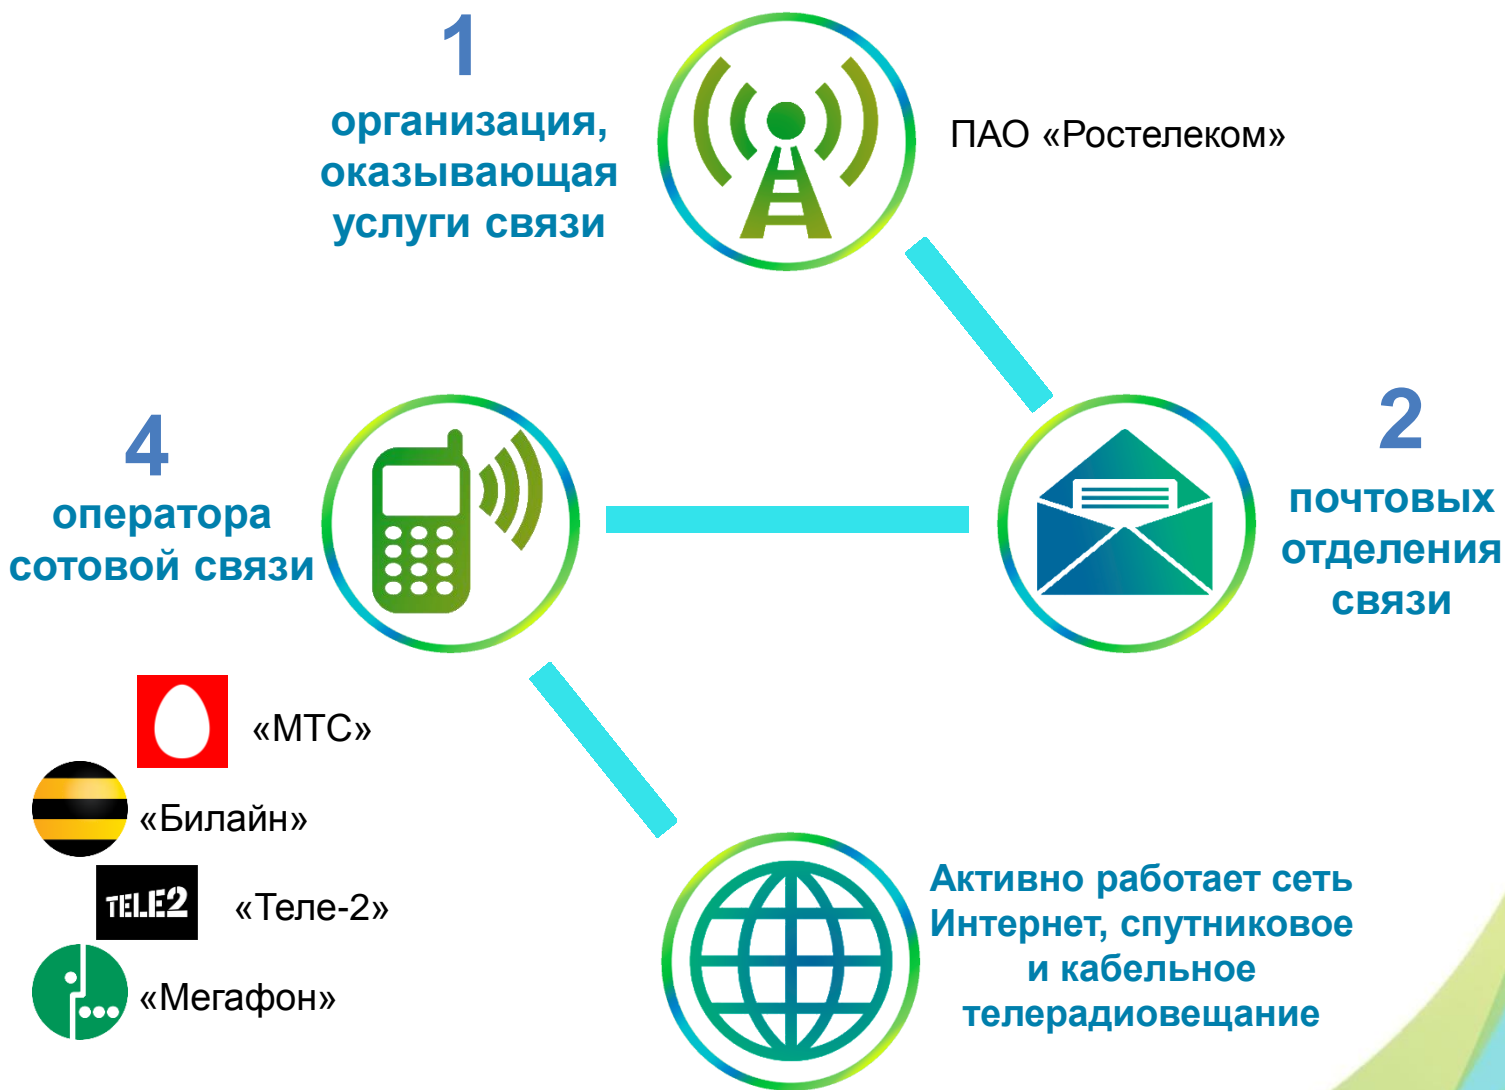 1
организация,
оказывающая
услуги связи
ПАО «Ростелеком»
4
оператора
сотовой связи
2
почтовых
отделения
связи
«МТС»
«Билайн»
TELE2
«Теле-2»
«Мегафон»
Активно работает сеть
Интернет, спутниковое
и кабельное
телерадиовещание